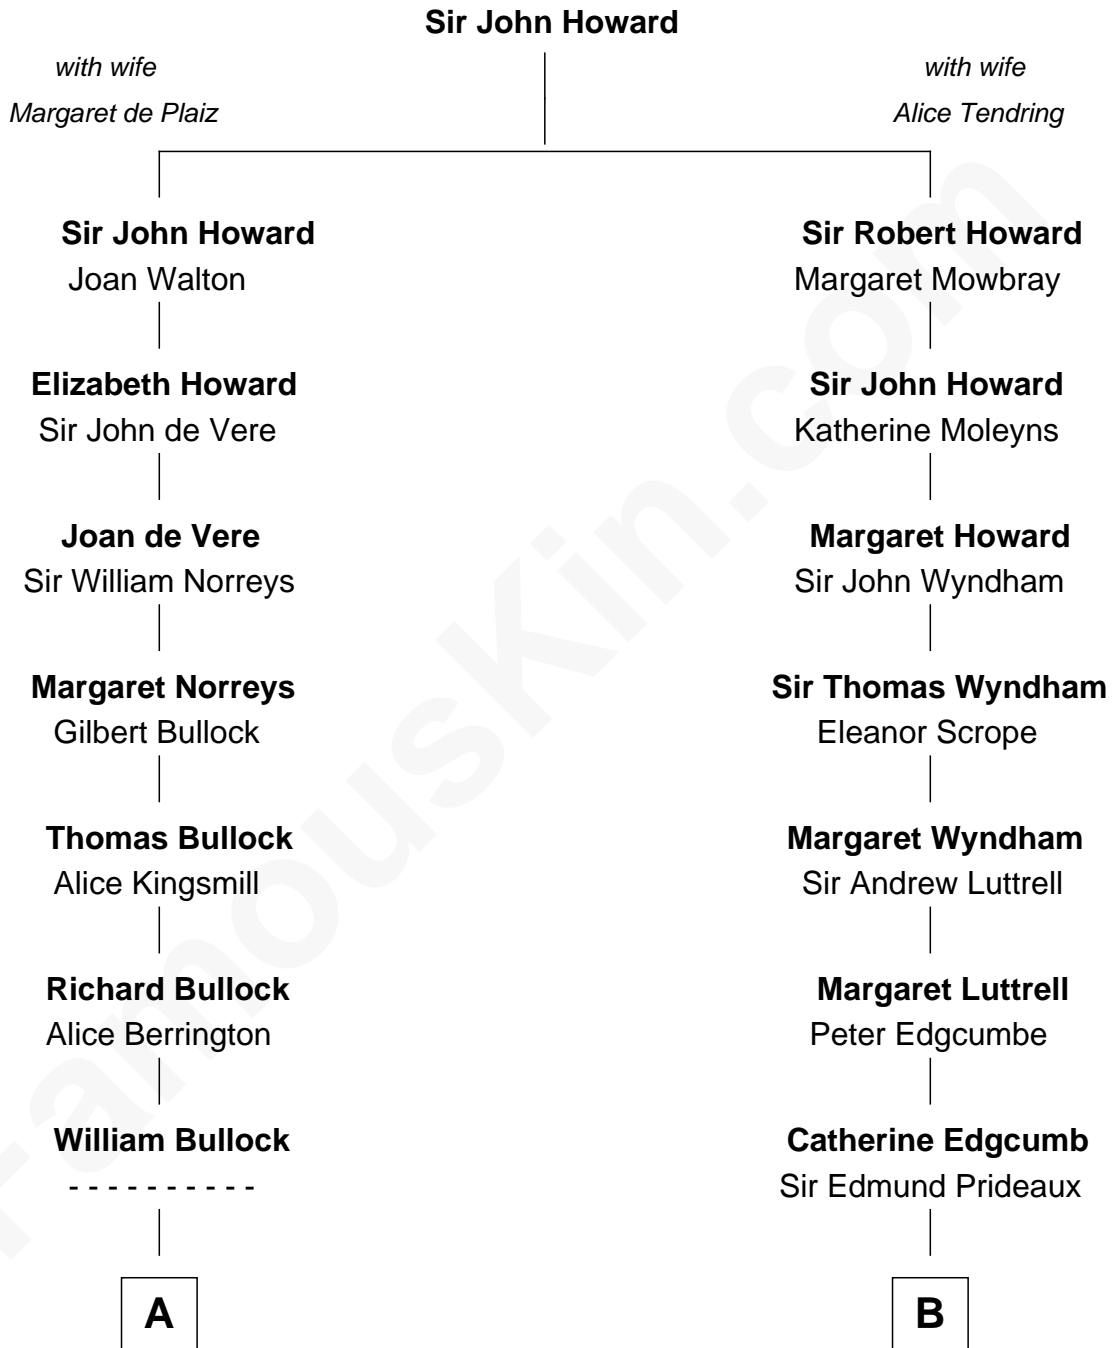 Sir John Howard
with wife
Margaret de Plaiz
with wife
Alice Tendring
Sir John Howard
Joan Walton
Sir Robert Howard
Margaret Mowbray
Elizabeth Howard
Sir John de Vere
Sir John Howard
Katherine Moleyns
Joan de Vere
Sir William Norreys
Margaret Howard
Sir John Wyndham
Margaret Norreys
Gilbert Bullock
Sir Thomas Wyndham
Eleanor Scrope
Thomas Bullock
Alice Kingsmill
Margaret Wyndham
Sir Andrew Luttrell
Richard Bullock
Alice Berrington
Margaret Luttrell
Peter Edgcumbe
William Bullock
- - - - - - - - - -
Catherine Edgcumb
Sir Edmund Prideaux
A
B
FamousKin.com